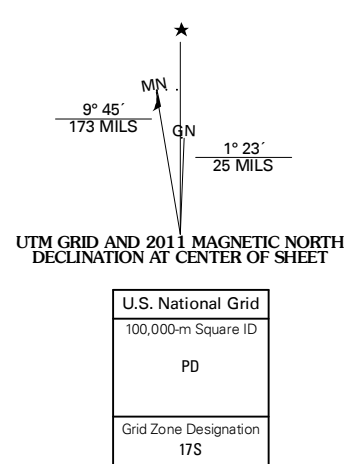 MN
9° 45´
173 MILS
GN
1° 23´
25 MILS
UTM GRID AND 2011 MAGNETIC NORTH
DECLINATION AT CENTER OF SHEET
U.S. National Grid
100,000-m Square ID
PD
Grid Zone Designation
17S